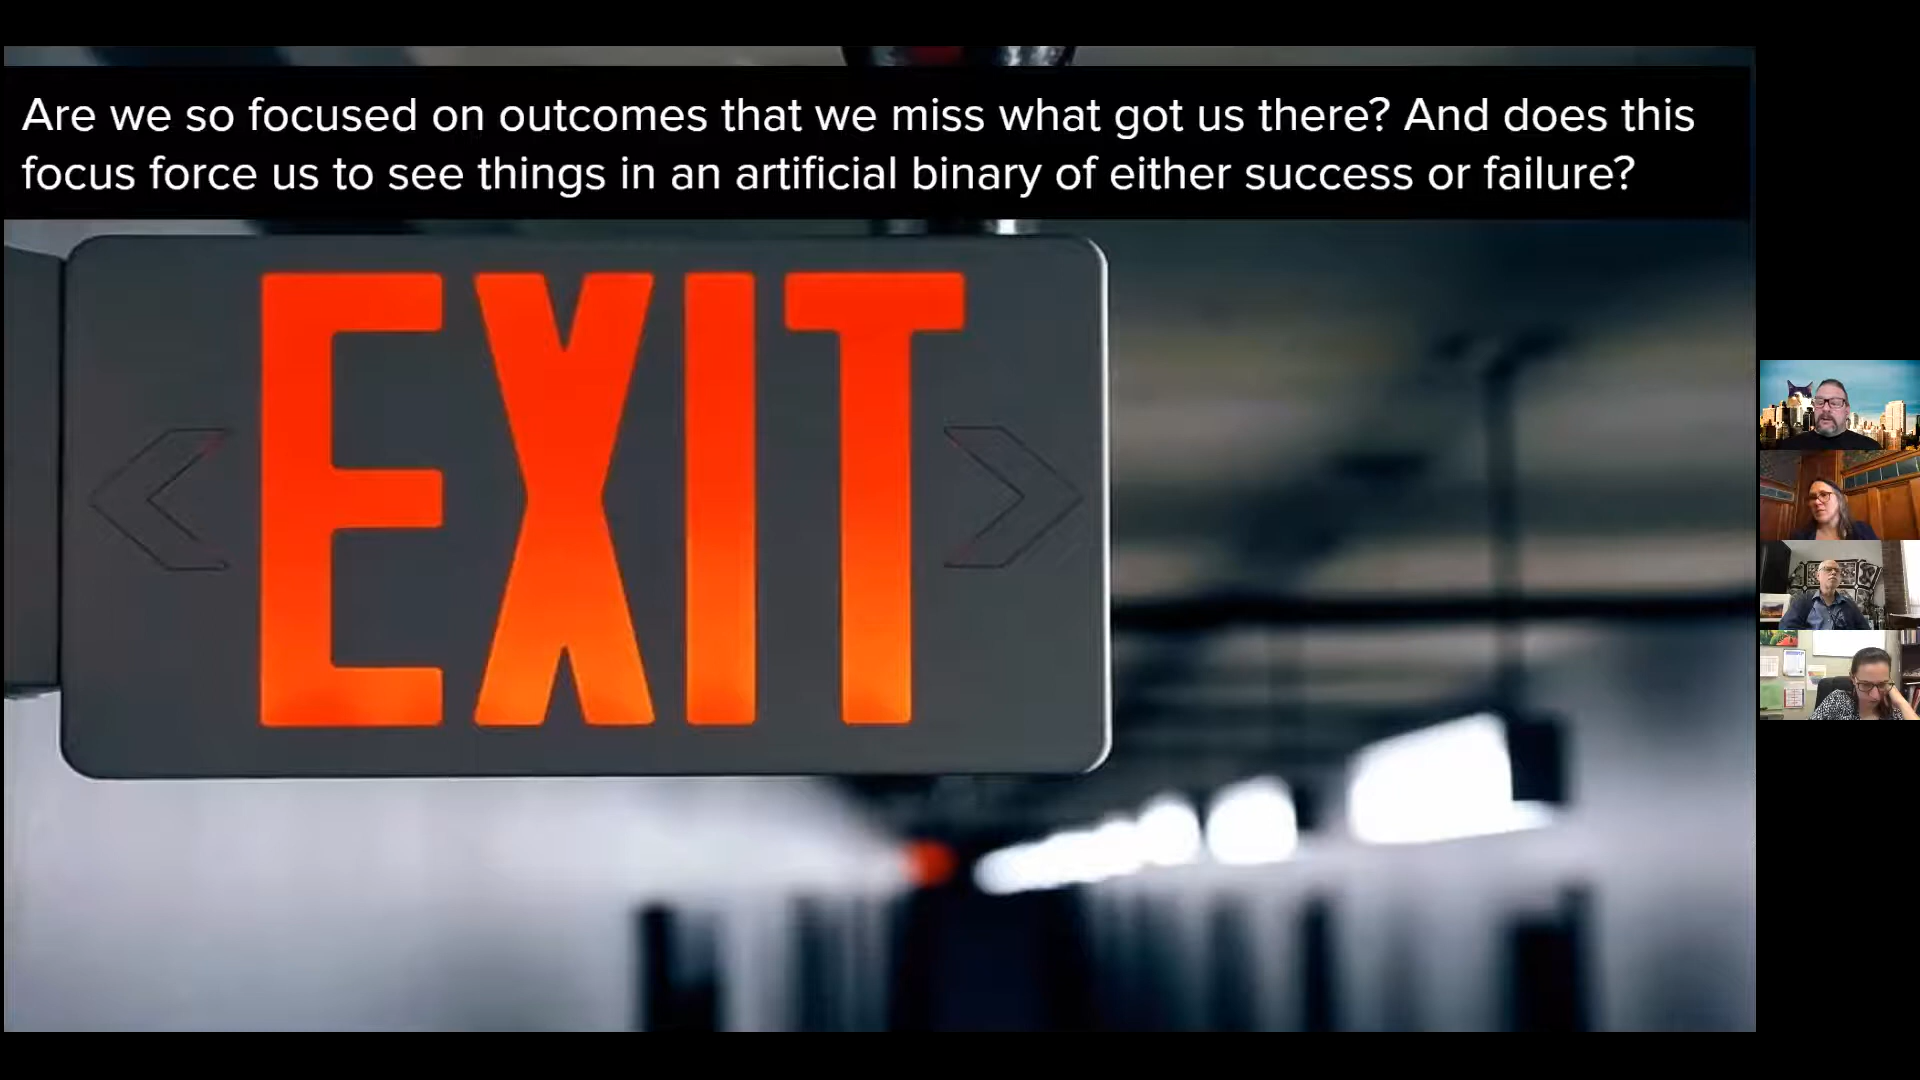 Are we so focused on outcomes that we miss what got us there? And does this
focus force us to see things in an artificial binary of either success or failure?
EXIT